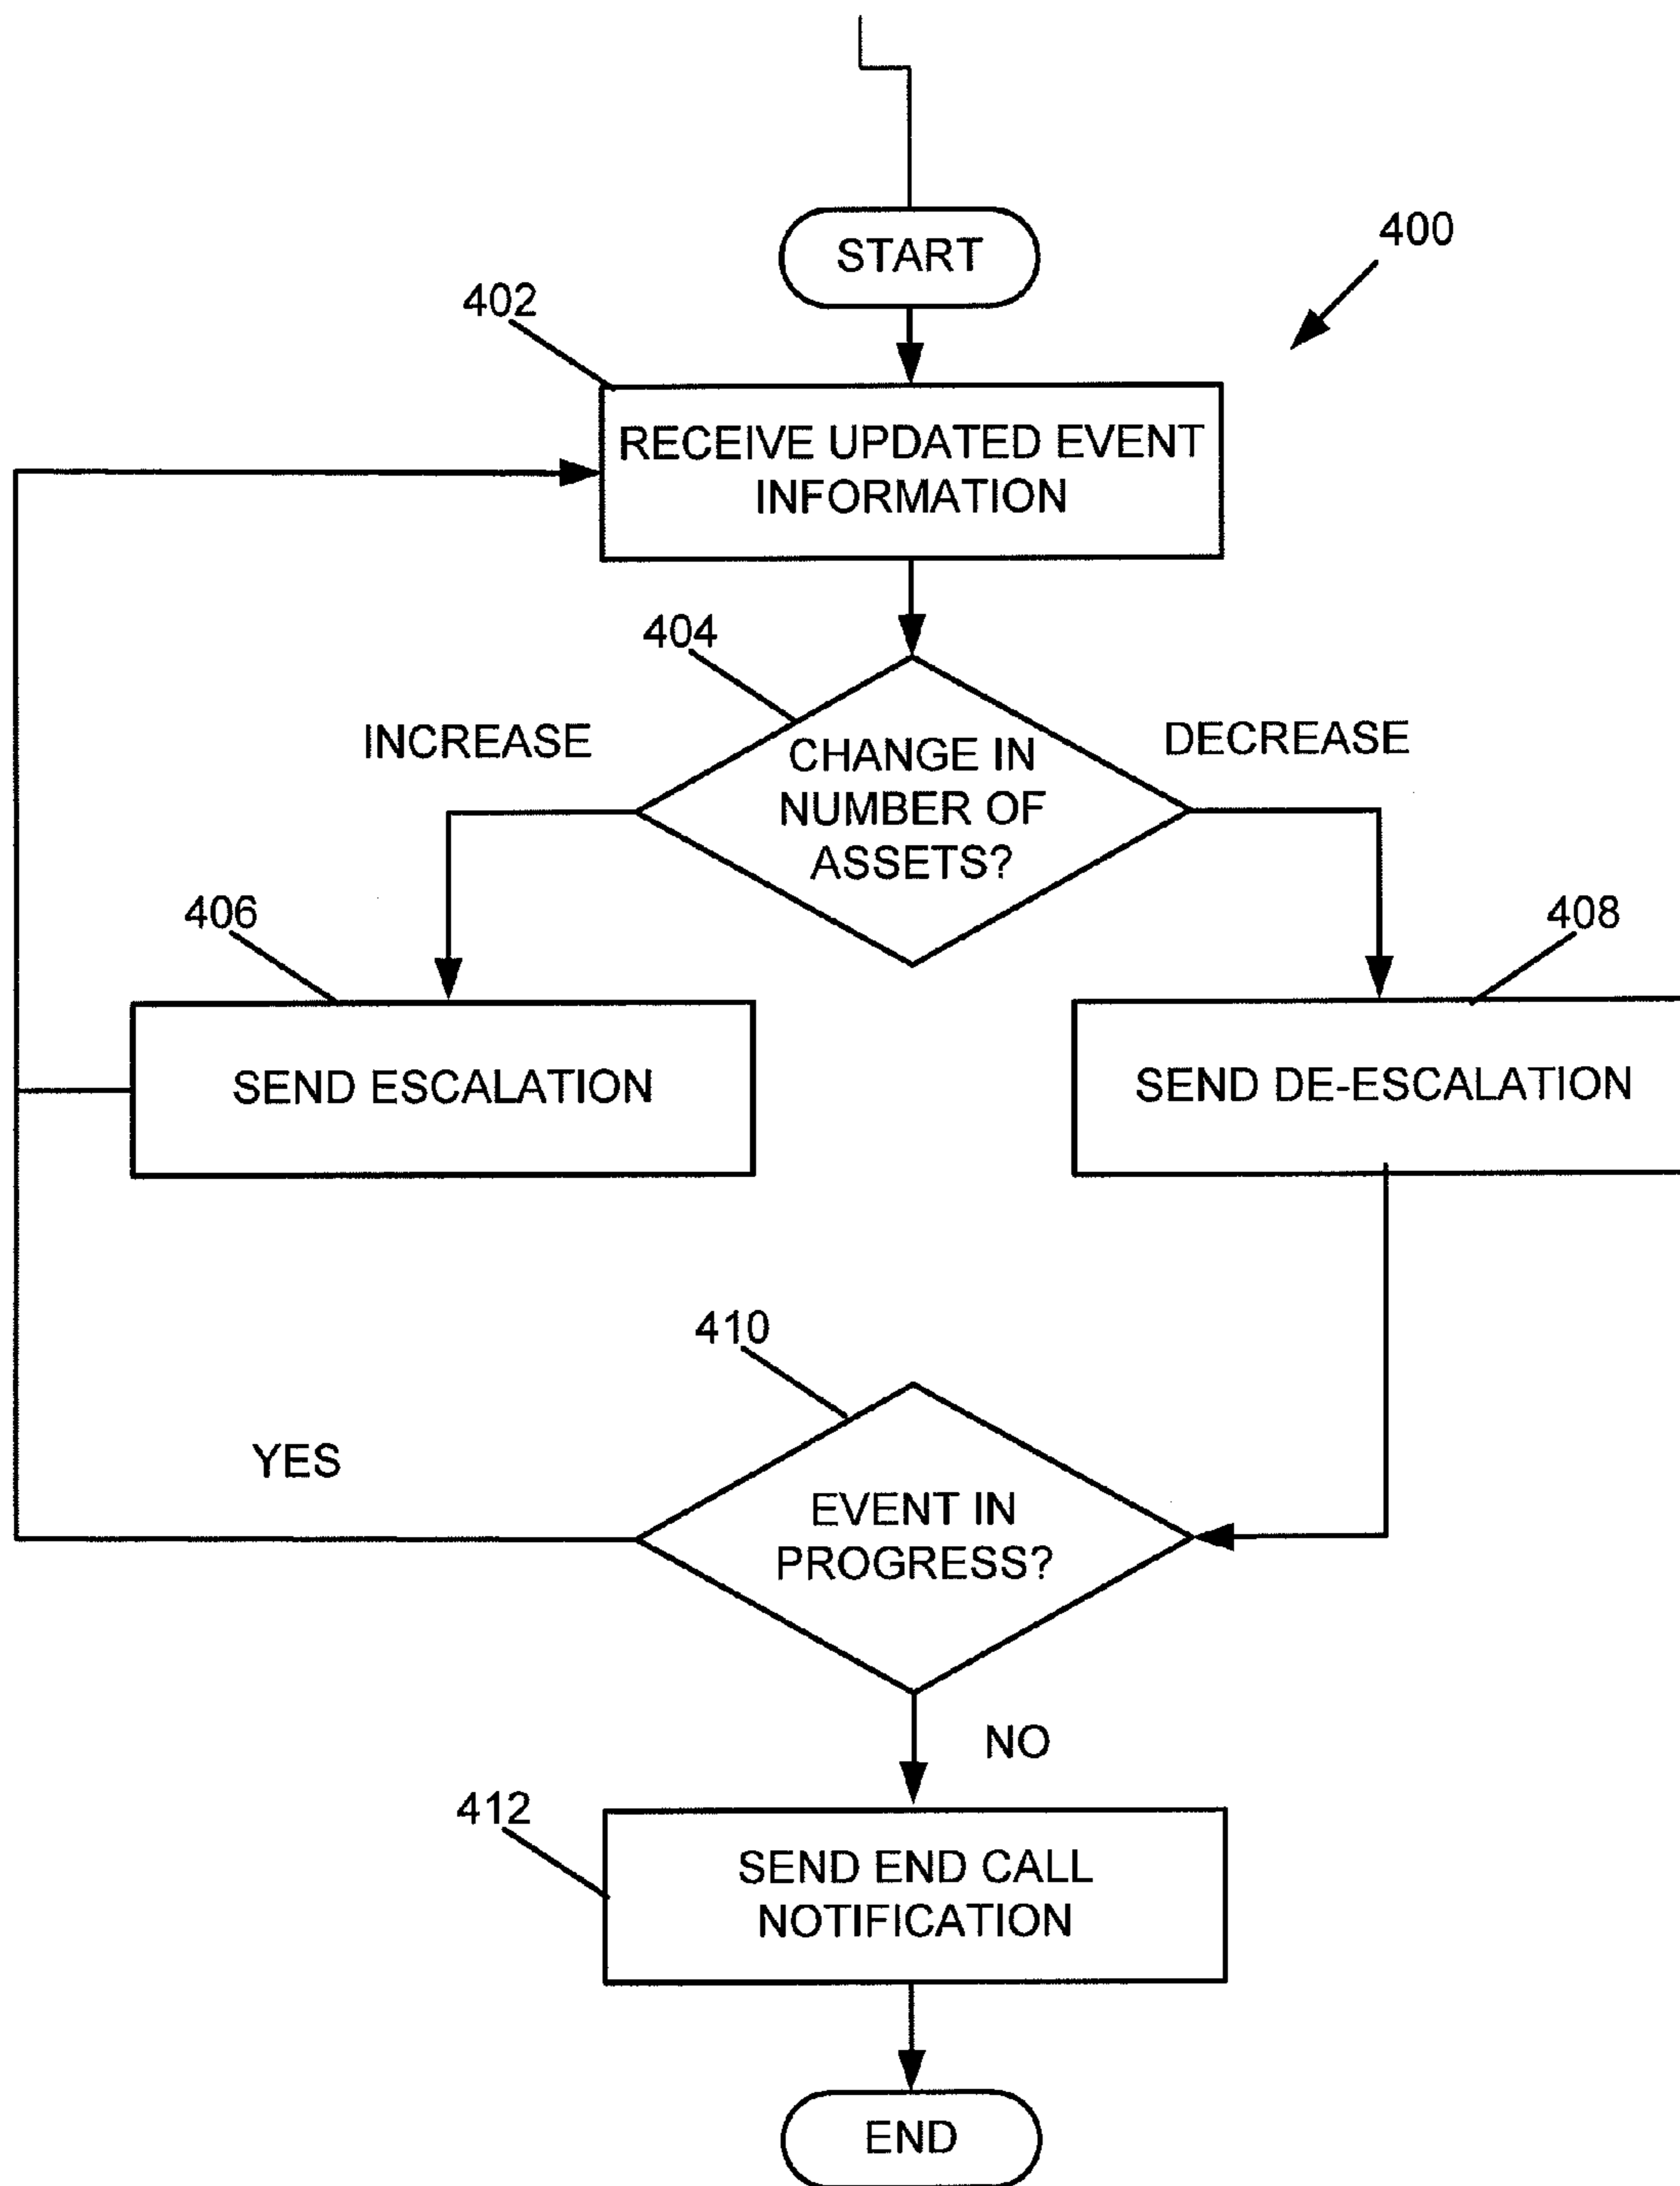 START
400
402
RECEIVE UPDATED EVENT
INFORMATION
404
INCREASE
CHANGE IN
NUMBER OF
ASSETS?
DECREASE
406
408
SEND ESCALATION
SEND DE-ESCALATION
410
YES
EVENT IN
PROGRESS?
NO
412
SEND END CALL
NOTIFICATION
END